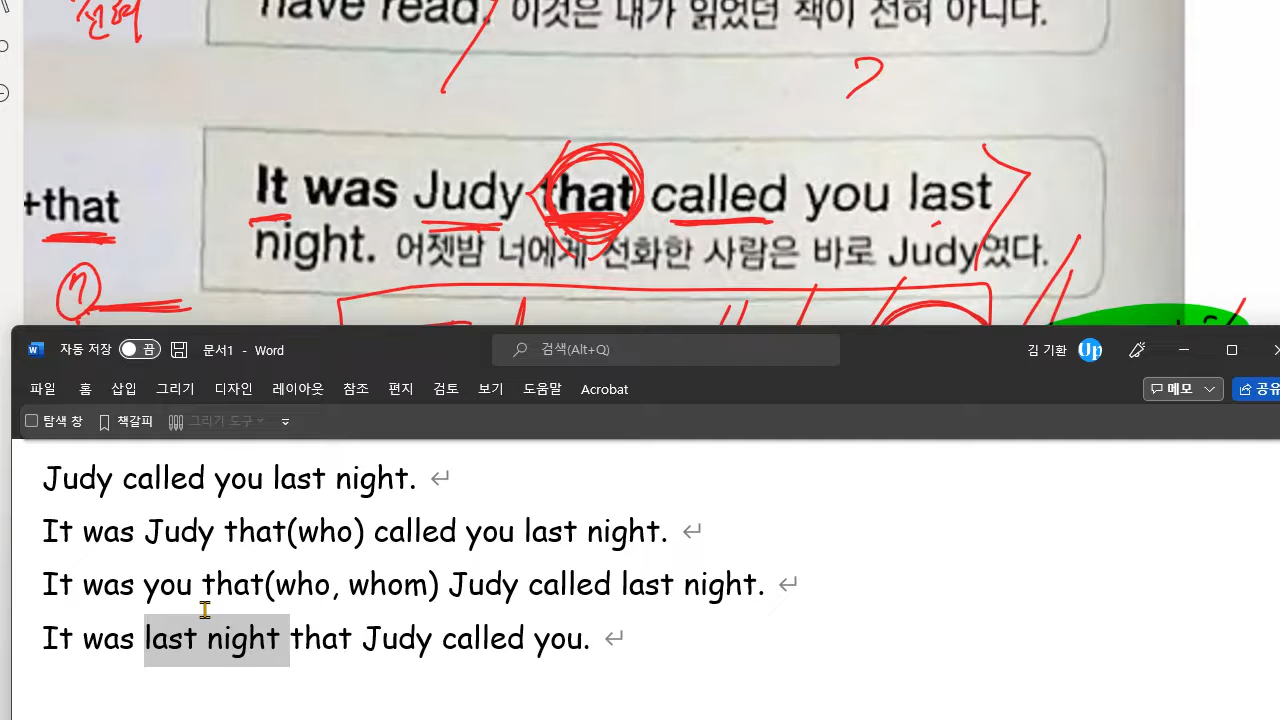 전혀
have read. 이것은 내가 읽었던 책이 전혀 아니다.
?
It was Judy that called you last
+that
night. 어젯밤 너에게 전화한 사람은 바로 Judy였다.
자동 저장 끔 문서1 - Word 검색(Alt+Q) 김 기환 Up
파일 홈 삽입 그리기 디자인 레이아웃 참조 편지 검토 보기 도움말 Acrobat 메모 공유
탐색 창 책갈피 그리기 도구
Judy called you last night.
It was Judy that(who) called you last night.
It was you that(who, whom) Judy called last night.
It was last night that Judy called you.